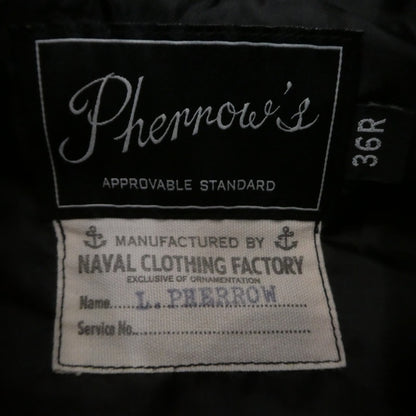 Pherrow's
APPROVABLE STANDARD
36R
MANUFACTURED BY
NAVAL CLOTHING FACTORY
EXCLUSIVE OF ORNAMENTATION
Name L. PHERROW
Service No.